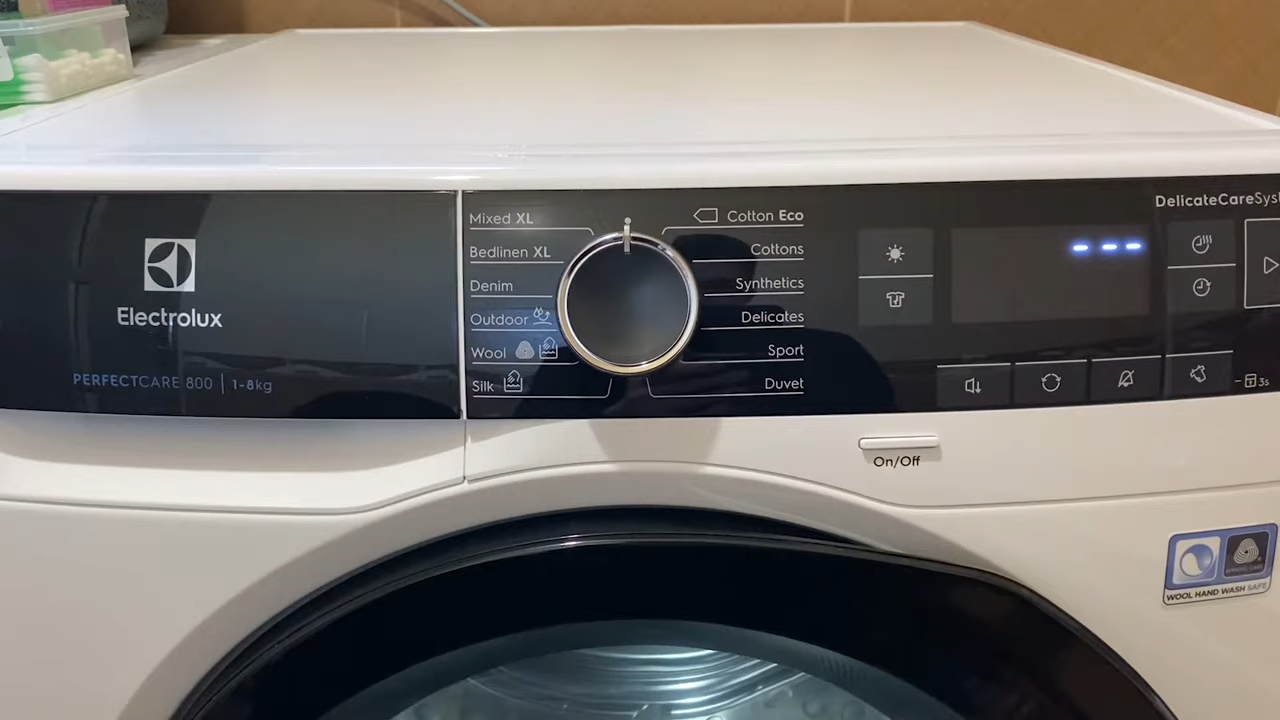 Electrolux
PERFECTCARE 800 | 1-8kg
Mixed XL
Bedlinen XL
Denim
Outdoor
Wool
Silk
Cotton Eco
Cottons
Synthetics
Delicates
Sport
Duvet
DelicateCareSyst
3s
On/Off
WOOL HAND WASH SAFE